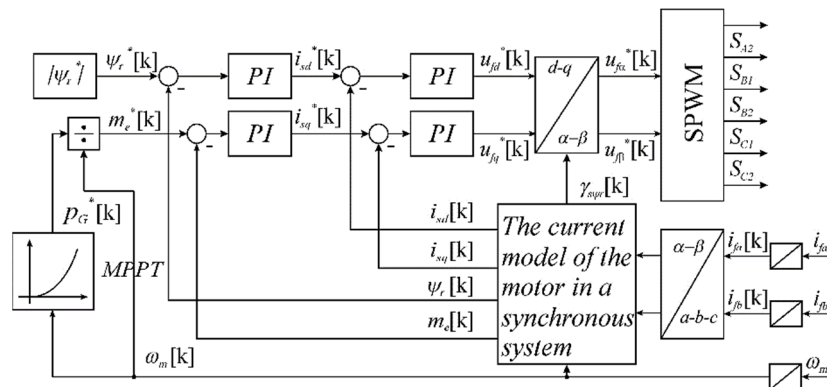 |ψr*|
ψr*[k]
PI
isd*[k]
PI
ufd*[k]
d-q
α-β
ufα*[k]
SPWM
SA2
SB1
SB2
SC1
SC2
÷
me*[k]
PI
isq*[k]
PI
ufq*[k]
ufβ*[k]
γsψr[k]
pG*[k]
MPPT
isd[k]
isq[k]
ψr[k]
me[k]
The current
model of the
motor in a
synchronous
system
α-β
a-b-c
ifa[k]
ifa
ifb[k]
ifb
ωm[k]
ωm